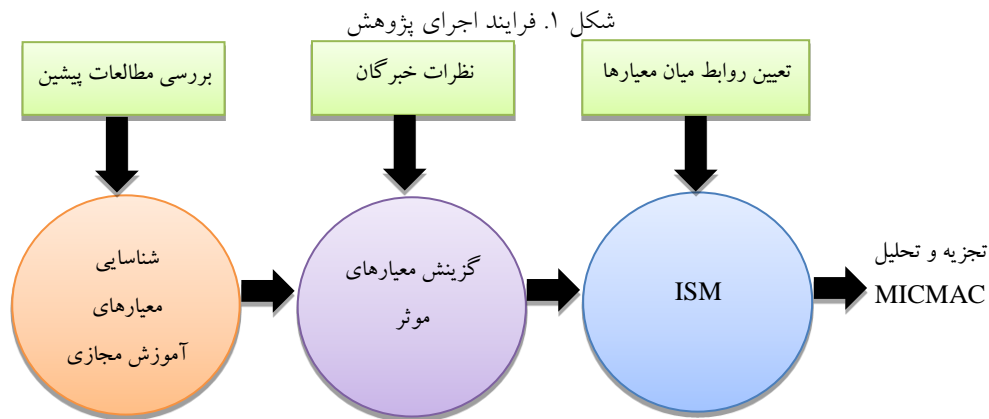 شکل ۱. فرایند اجرای پژوهش
بررسی مطالعات پیشین
نظرات خبرگان
تعیین روابط میان معیارها
شناسایی
معیارهای
آموزش مجازی
گزینش معیارهای
موثر
ISM
تجزیه و تحلیل
MICMAC